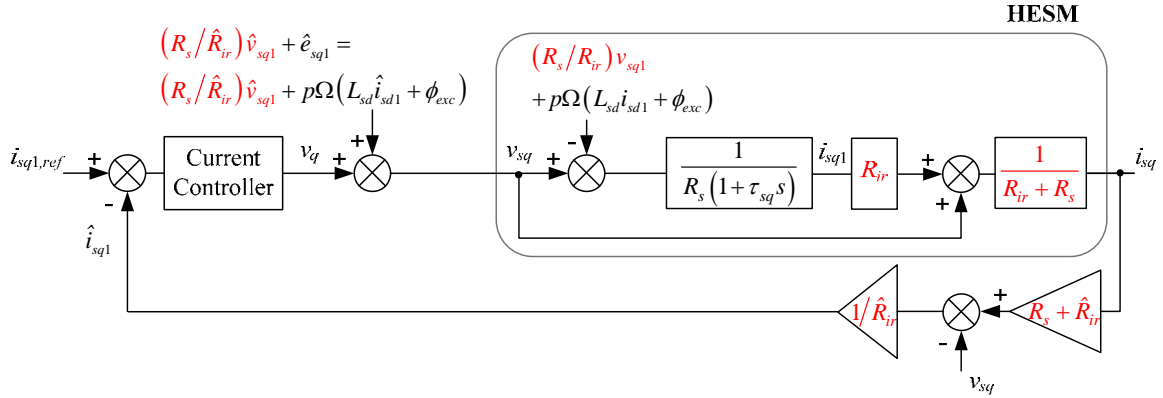 HESM
(R_s/R̂_ir) v̂_sq1 + ê_sq1 =
(R_s/R̂_ir) v̂_sq1 + pΩ(L_sd î_sd1 + ϕ_exc)
(R_s/R_ir) v_sq1
+ pΩ(L_sd i_sd1 + ϕ_exc)
i_sq1,ref
+
-
Current
Controller
v_q
+
+
v_sq
+
-
1
R_s(1+τ_sq s)
i_sq1
R_ir
+
+
1
R_ir + R_s
i_sq
î_sq1
1/R̂_ir
+
-
R_s + R̂_ir
v_sq